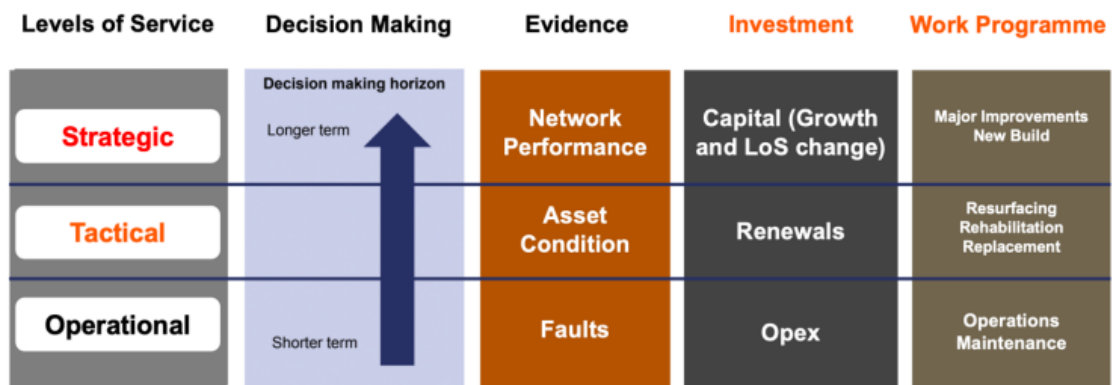 Levels of Service
Decision Making
Evidence
Investment
Work Programme
Decision making horizon
Strategic
Longer term
Network
Performance
Capital (Growth
and LoS change)
Major Improvements
New Build
Tactical
Asset
Condition
Renewals
Resurfacing
Rehabilitation
Replacement
Operational
Shorter term
Faults
Opex
Operations
Maintenance